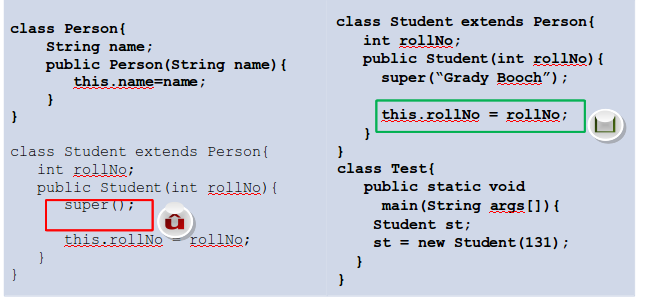 class Person{
String name;
public Person(String name){
this.name=name;
}
}
class Student extends Person{
int rollNo;
public Student(int rollNo){
super();
this.rollNo = rollNo;
}
}
class Student extends Person{
int rollNo;
public Student(int rollNo){
super(“Grady Booch”);
this.rollNo = rollNo;
}
}
class Test{
public static void
main(String args[]){
Student st;
st = new Student(131);
}
}